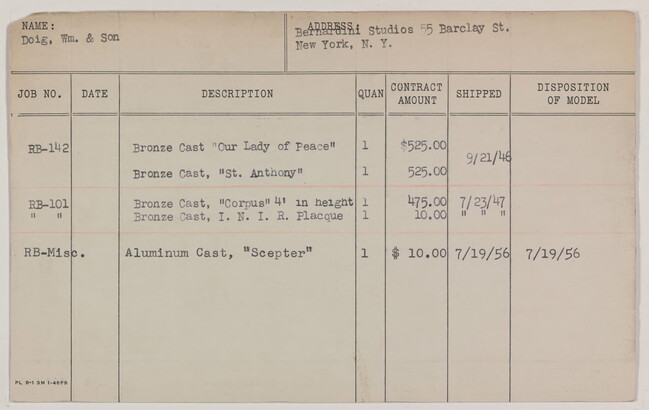 NAME: ADDRESS:
Doig, Wm. & Son Bernardini Studios 55 Barclay St.
New York, N. Y.
JOB NO. DATE DESCRIPTION QUAN CONTRACT AMOUNT SHIPPED DISPOSITION OF MODEL
RB-142 Bronze Cast "Our Lady of Peace" 1 $525.00
9/21/46
Bronze Cast, "St. Anthony" 1 525.00
RB-101 Bronze Cast, "Corpus" 4' in height 1 475.00 7/23/47
" " Bronze Cast, I. N. I. R. Placque 1 10.00 " " "
RB-Misc. Aluminum Cast, "Scepter" 1 $ 10.00 7/19/56 7/19/56